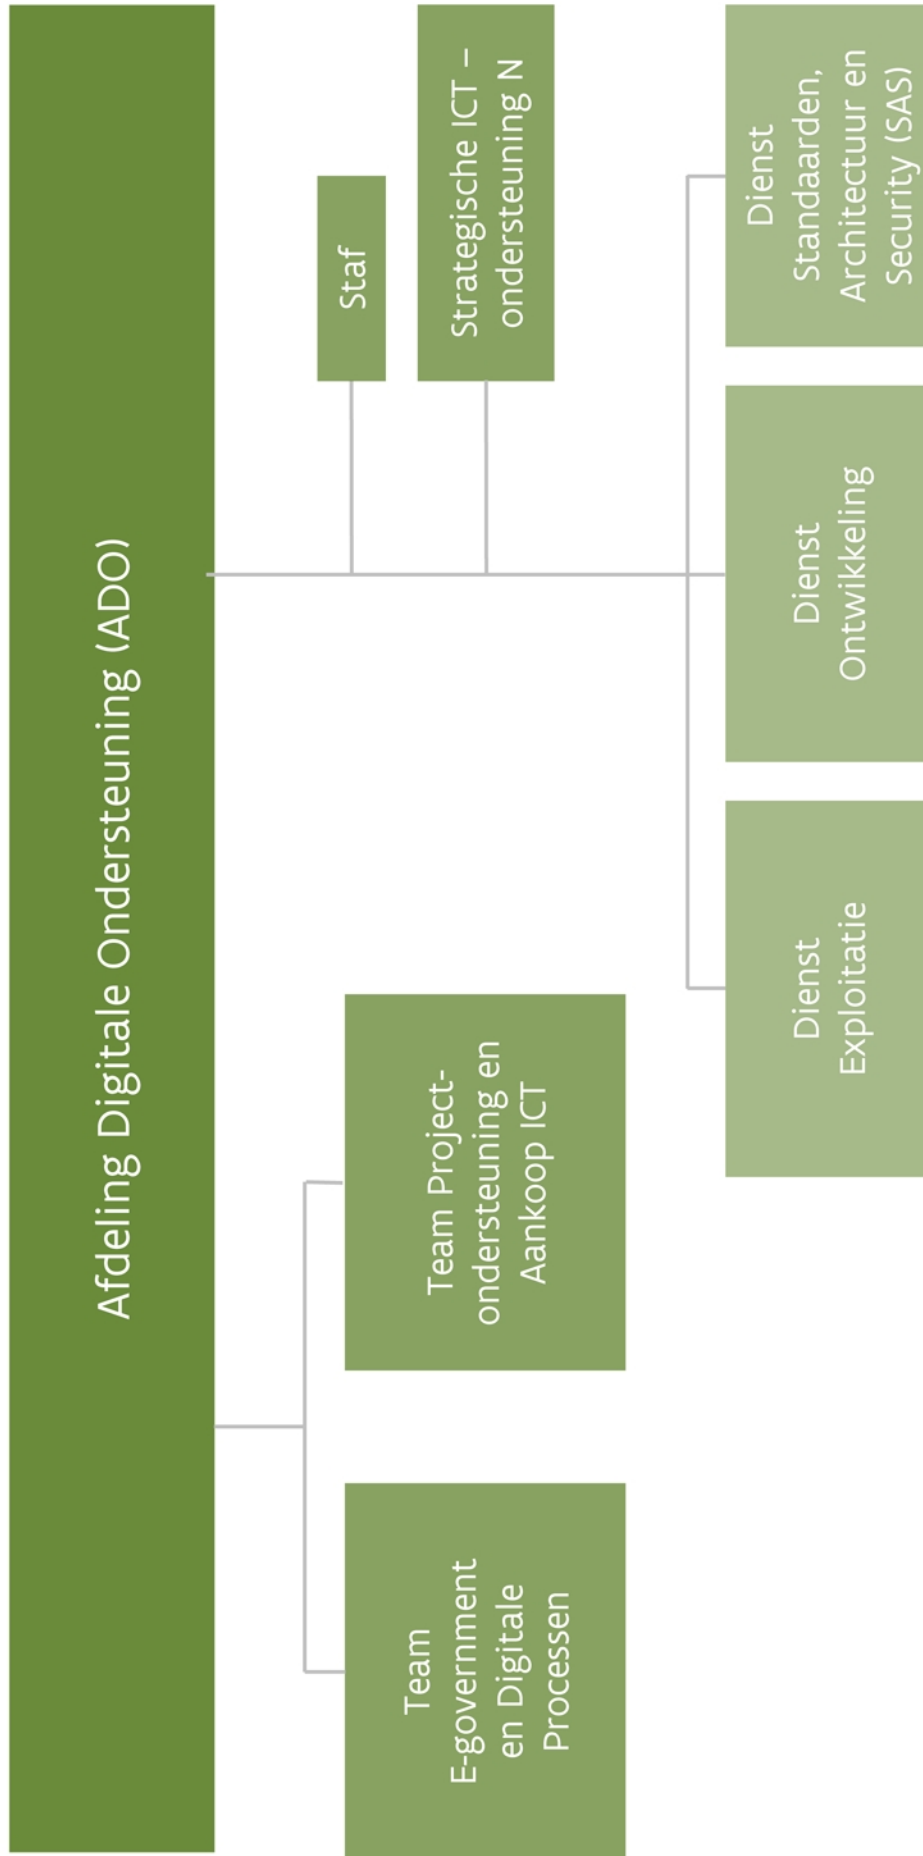 Afdeling Digitale Ondersteuning (ADO)
Staf
Strategische ICT –
ondersteuning N
Team
E-government
en Digitale
Processen
Team Project-
ondersteuning en
Aankoop ICT
Dienst
Exploitatie
Dienst
Ontwikkeling
Dienst
Standaarden,
Architectuur en
Security (SAS)